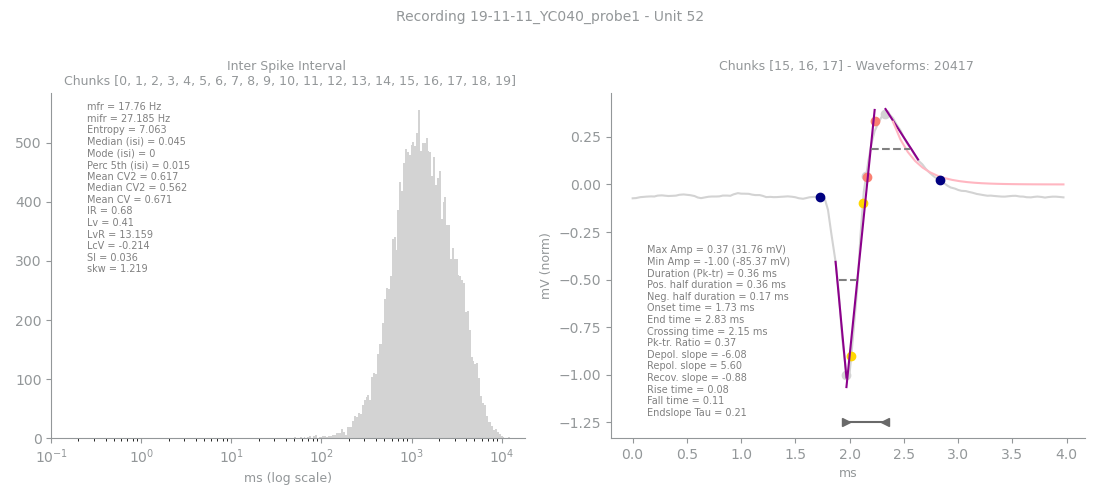 Recording 19-11-11_YC040_probe1 - Unit 52
Inter Spike Interval
Chunks [0, 1, 2, 3, 4, 5, 6, 7, 8, 9, 10, 11, 12, 13, 14, 15, 16, 17, 18, 19]
mfr = 17.76 Hz
mifr = 27.185 Hz
Entropy = 7.063
Median (isi) = 0.045
Mode (isi) = 0
Perc 5th (isi) = 0.015
Mean CV2 = 0.617
Median CV2 = 0.562
Mean CV = 0.671
IR = 0.68
Lv = 0.41
LvR = 13.159
LcV = -0.214
SI = 0.036
skw = 1.219
500
400
300
200
100
0
10⁻¹ 10⁰ 10¹ 10² 10³ 10⁴
ms (log scale)
Chunks [15, 16, 17] - Waveforms: 20417
mV (norm)
0.25
0.00
−0.25
−0.50
−0.75
−1.00
−1.25
Max Amp = 0.37 (31.76 mV)
Min Amp = -1.00 (-85.37 mV)
Duration (Pk-tr) = 0.36 ms
Pos. half duration = 0.36 ms
Neg. half duration = 0.17 ms
Onset time = 1.73 ms
End time = 2.83 ms
Crossing time = 2.15 ms
Pk-tr. Ratio = 0.37
Depol. slope = -6.08
Repol. slope = 5.60
Recov. slope = -0.88
Rise time = 0.08
Fall time = 0.11
Endslope Tau = 0.21
0.0 0.5 1.0 1.5 2.0 2.5 3.0 3.5 4.0
ms